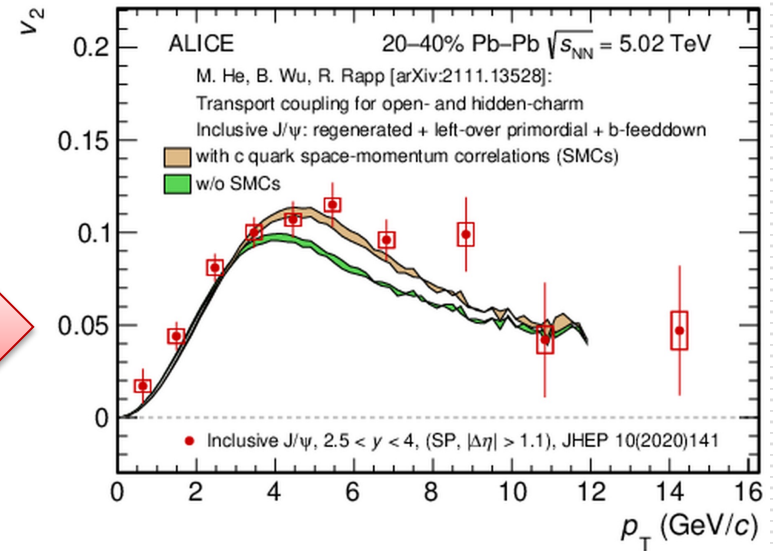 v2
0.2
0.15
0.1
0.05
0
ALICE 20–40% Pb–Pb √sNN = 5.02 TeV
M. He, B. Wu, R. Rapp [arXiv:2111.13528]:
Transport coupling for open- and hidden-charm
Inclusive J/ψ: regenerated + left-over primordial + b-feeddown
with c quark space-momentum correlations (SMCs)
w/o SMCs
Inclusive J/ψ, 2.5 < y < 4, (SP, |Δη| > 1.1), JHEP 10(2020)141
0 2 4 6 8 10 12 14 16
pT (GeV/c)